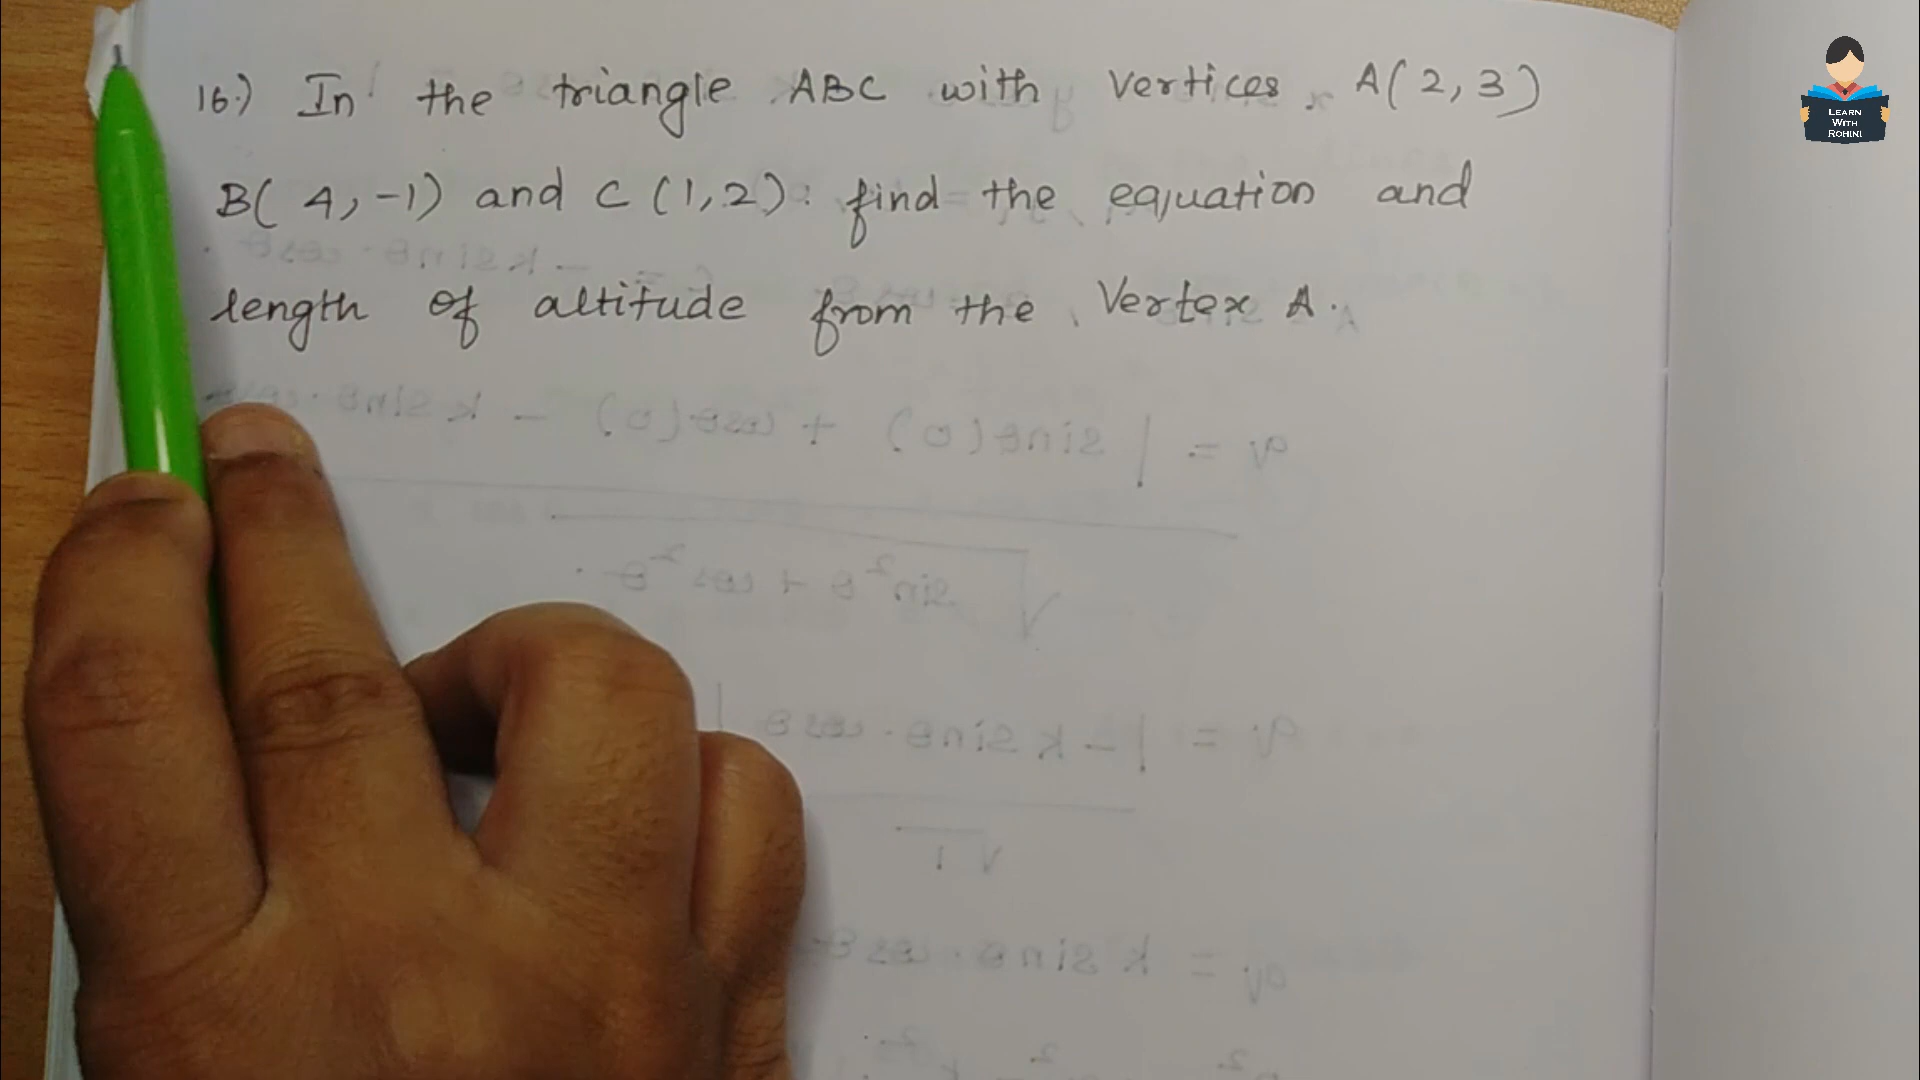 16.) In the triangle ABC with Vertices A(2,3)
B(4,-1) and C(1,2). find the equation and
length of altitude from the Vertex A.
LEARN
WITH
ROHINI